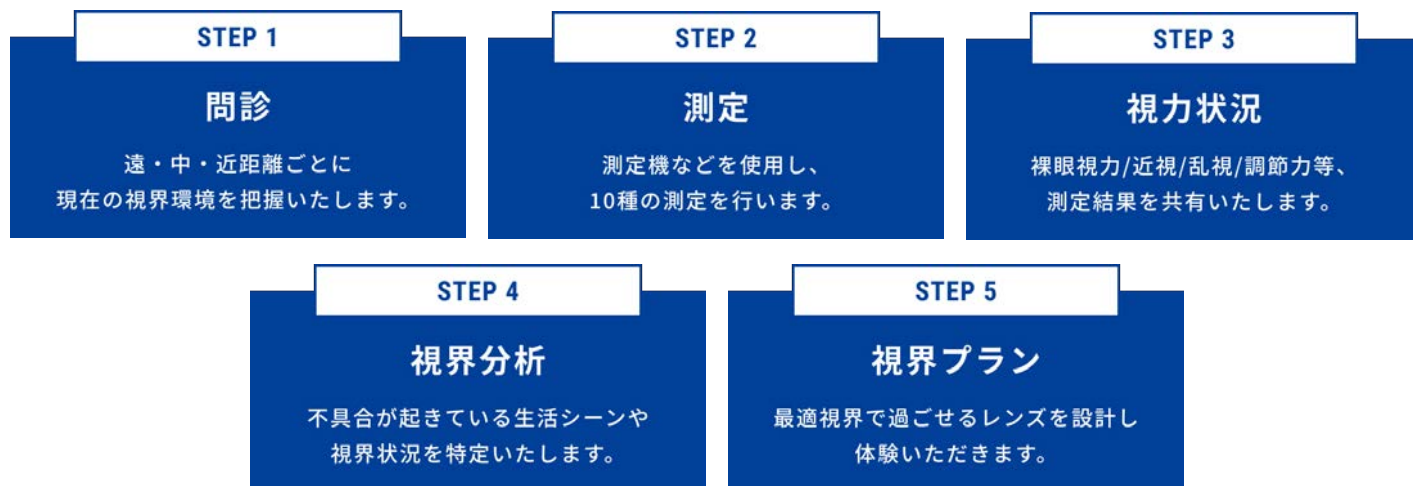 STEP 1
問診
遠・中・近距離ごとに
現在の視界環境を把握いたします。
STEP 2
測定
測定機などを使用し、
10種の測定を行います。
STEP 3
視力状況
裸眼視力/近視/乱視/調節力等、
測定結果を共有いたします。
STEP 4
視界分析
不具合が起きている生活シーンや
視界状況を特定いたします。
STEP 5
視界プラン
最適視界で過ごせるレンズを設計し
体験いただきます。